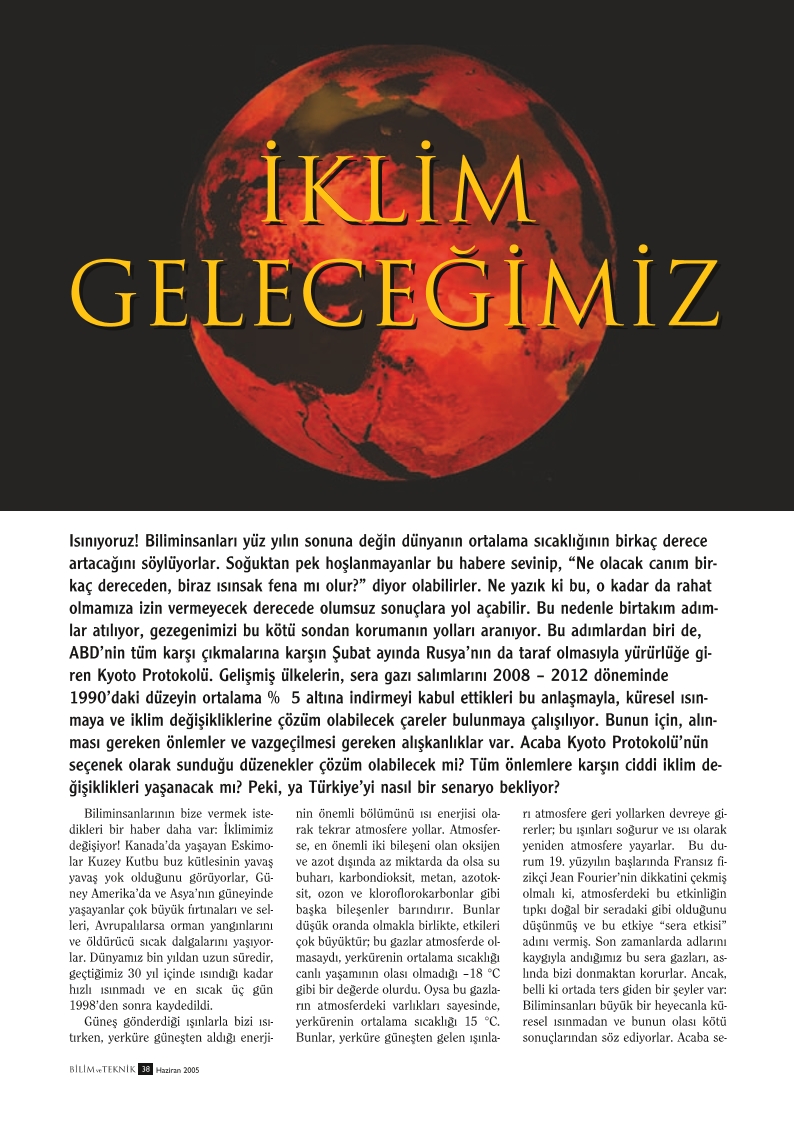 İKLİM
GELECEĞİMİZ
Isınıyoruz! Biliminsanları yüz yılın sonuna değin dünyanın ortalama sıcaklığının birkaç derece
artacağını söylüyorlar. Soğuktan pek hoşlanmayanlar bu habere sevinip, “Ne olacak canım bir-
kaç dereceden, biraz ısınsak fena mı olur?” diyor olabilirler. Ne yazık ki bu, o kadar da rahat
olmamıza izin vermeyecek derecede olumsuz sonuçlara yol açabilir. Bu nedenle birtakım adım-
lar atılıyor, gezegenimizi bu kötü sondan korumanın yolları aranıyor. Bu adımlardan biri de,
ABD’nin tüm karşı çıkmalarına karşın Şubat ayında Rusya’nın da taraf olmasıyla yürürlüğe gi-
ren Kyoto Protokolü. Gelişmiş ülkelerin, sera gazı salımlarını 2008 – 2012 döneminde
1990’daki düzeyin ortalama % 5 altına indirmeyi kabul ettikleri bu anlaşmayla, küresel ısın-
maya ve iklim değişikliklerine çözüm olabilecek çareler bulunmaya çalışılıyor. Bunun için, alın-
ması gereken önlemler ve vazgeçilmesi gereken alışkanlıklar var. Acaba Kyoto Protokolü’nün
seçenek olarak sunduğu düzenekler çözüm olabilecek mi? Tüm önlemlere karşın ciddi iklim de-
ğişiklikleri yaşanacak mı? Peki, ya Türkiye’yi nasıl bir senaryo bekliyor?
Biliminsanlarının bize vermek iste-
dikleri bir haber daha var: İklimimiz
değişiyor! Kanada’da yaşayan Eskimo-
lar Kuzey Kutbu buz kütlesinin yavaş
yavaş yok olduğunu görüyorlar, Gü-
ney Amerika’da ve Asya’nın güneyinde
yaşayanlar çok büyük fırtınaları ve sel-
leri, Avrupalılarsa orman yangınlarını
ve öldürücü sıcak dalgalarını yaşıyor-
lar. Dünyamız bin yıldan uzun süredir,
geçtiğimiz 30 yıl içinde ısındığı kadar
hızlı ısınmadı ve en sıcak üç gün
1998’den sonra kaydedildi.
Güneş gönderdiği ışınlarla bizi ısı-
tırken, yerküre güneşten aldığı enerji-
nin önemli bölümünü ısı enerjisi ola-
rak tekrar atmosfere yollar. Atmosfer-
se, en önemli iki bileşeni olan oksijen
ve azot dışında az miktarda da olsa su
buharı, karbondioksit, metan, azotok-
sit, ozon ve kloroflorokarbonlar gibi
başka bileşenler barındırır. Bunlar
düşük oranda olmakla birlikte, etkileri
çok büyüktür; bu gazlar atmosferde ol-
masaydı, yerkürenin ortalama sıcaklığı
canlı yaşamının olası olmadığı –18 °C
gibi bir değerde olurdu. Oysa bu gazla-
rın atmosferdeki varlıkları sayesinde,
yerkürenin ortalama sıcaklığı 15 °C.
Bunlar, yerküre güneşten gelen ışınla-
rı atmosfere geri yollarken devreye gi-
rerler; bu ışınları soğurur ve ısı olarak
yeniden atmosfere yayarlar. Bu du-
rum 19. yüzyılın başlarında Fransız fi-
zikçi Jean Fourier’nin dikkatini çekmiş
olmalı ki, atmosferdeki bu etkinliğin
tıpkı doğal bir seradaki gibi olduğunu
düşünmüş ve bu etkiye “sera etkisi”
adını vermiş. Son zamanlarda adlarını
kaygıyla andığımız bu sera gazları, as-
lında bizi donmaktan korurlar. Ancak,
belli ki ortada ters giden bir şeyler var:
Biliminsanları büyük bir heyecanla kü-
resel ısınmadan ve bunun olası kötü
sonuçlarından söz ediyorlar. Acaba se-
BİLİM ve TEKNİK 38 Haziran 2005